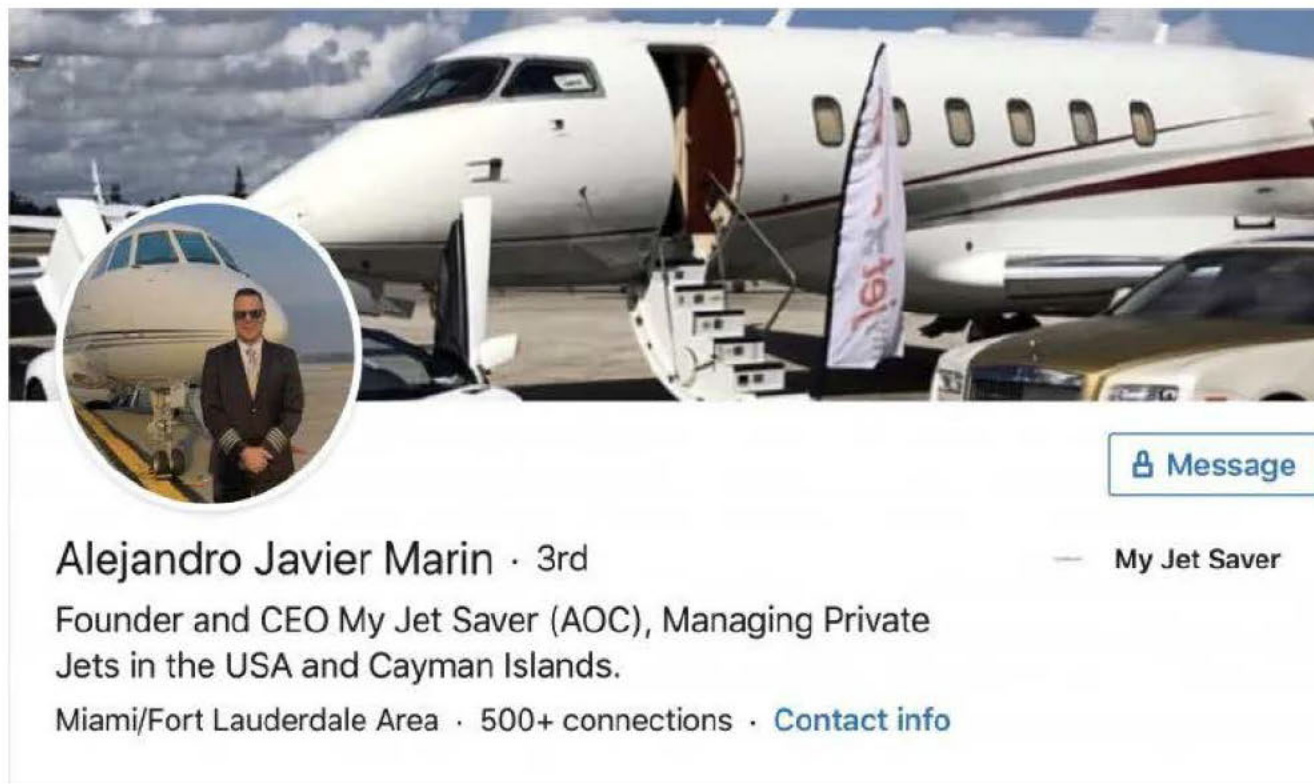 Jet
Message
Alejandro Javier Marin · 3rd
My Jet Saver
Founder and CEO My Jet Saver (AOC), Managing Private
Jets in the USA and Cayman Islands.
Miami/Fort Lauderdale Area · 500+ connections · Contact info